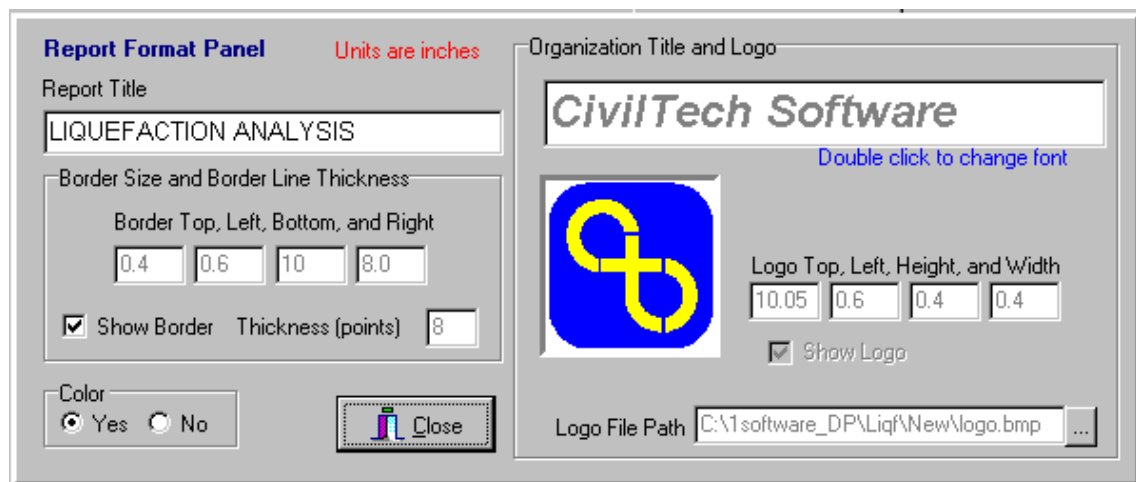 Report Format Panel
Units are inches
Report Title
LIQUEFACTION ANALYSIS
Border Size and Border Line Thickness
Border Top, Left, Bottom, and Right
0.4 0.6 10 8.0
Show Border Thickness (points) 8
Color
Yes No
Close
Organization Title and Logo
CivilTech Software
Double click to change font
Logo Top, Left, Height, and Width
10.05 0.6 0.4 0.4
Show Logo
Logo File Path C:\1software_DP\Liqf\New\logo.bmp ...